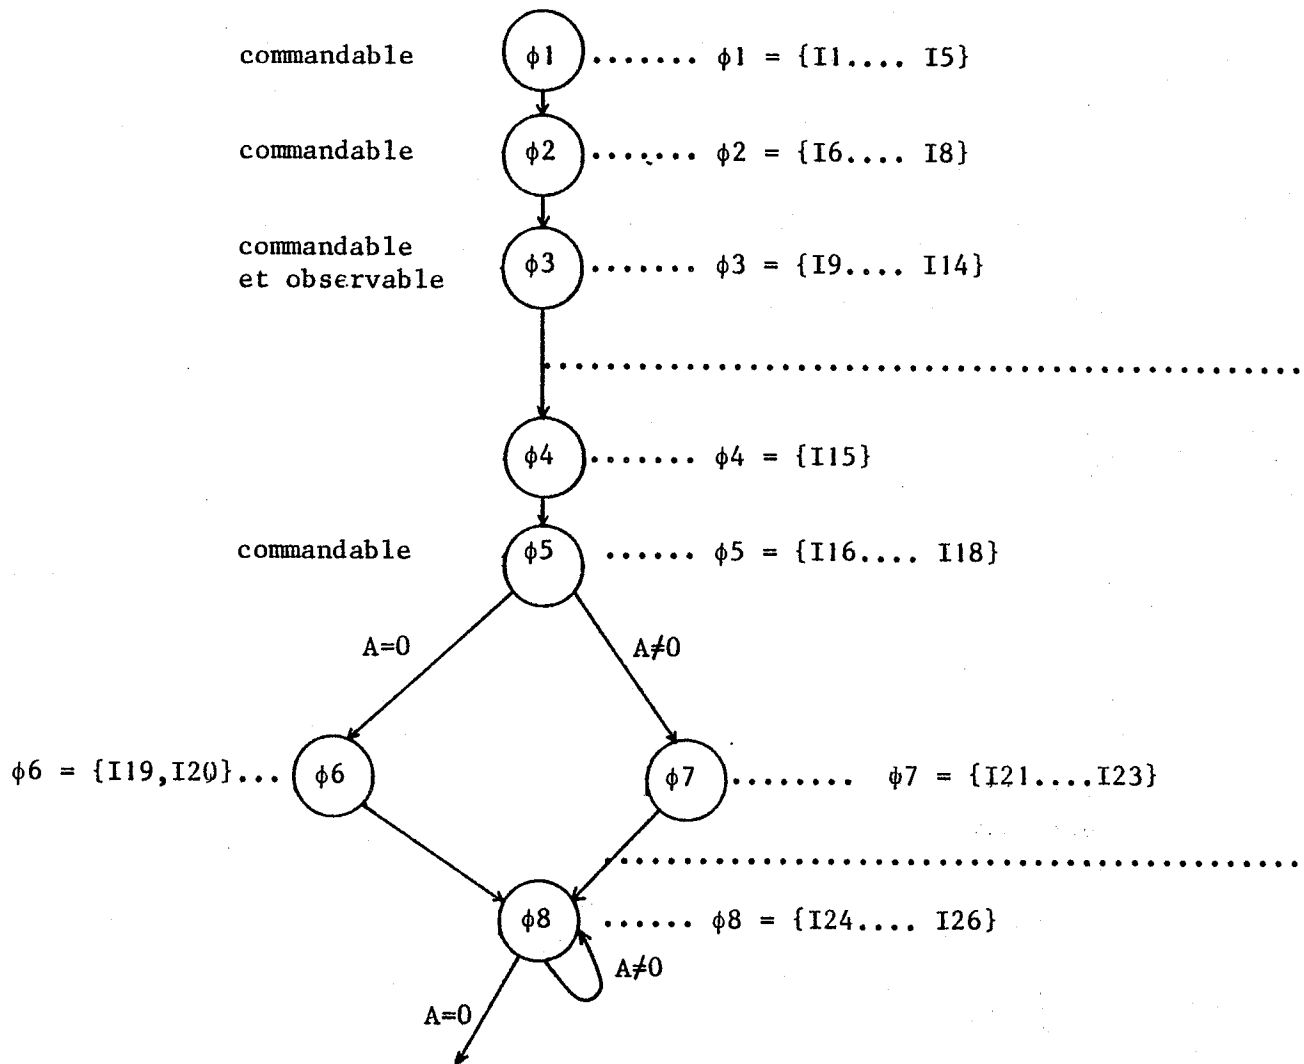 commandable φ1 ....... φ1 = {I1.... I5}
commandable φ2 ....... φ2 = {I6.... I8}
commandable
et observable φ3 ....... φ3 = {I9.... I14}
φ4 ....... φ4 = {I15}
commandable φ5 ...... φ5 = {I16.... I18}
A=0 A≠0
φ6 = {I19,I20}... φ6 φ7 ........ φ7 = {I21....I23}
φ8 ...... φ8 = {I24.... I26}
A≠0
A=0